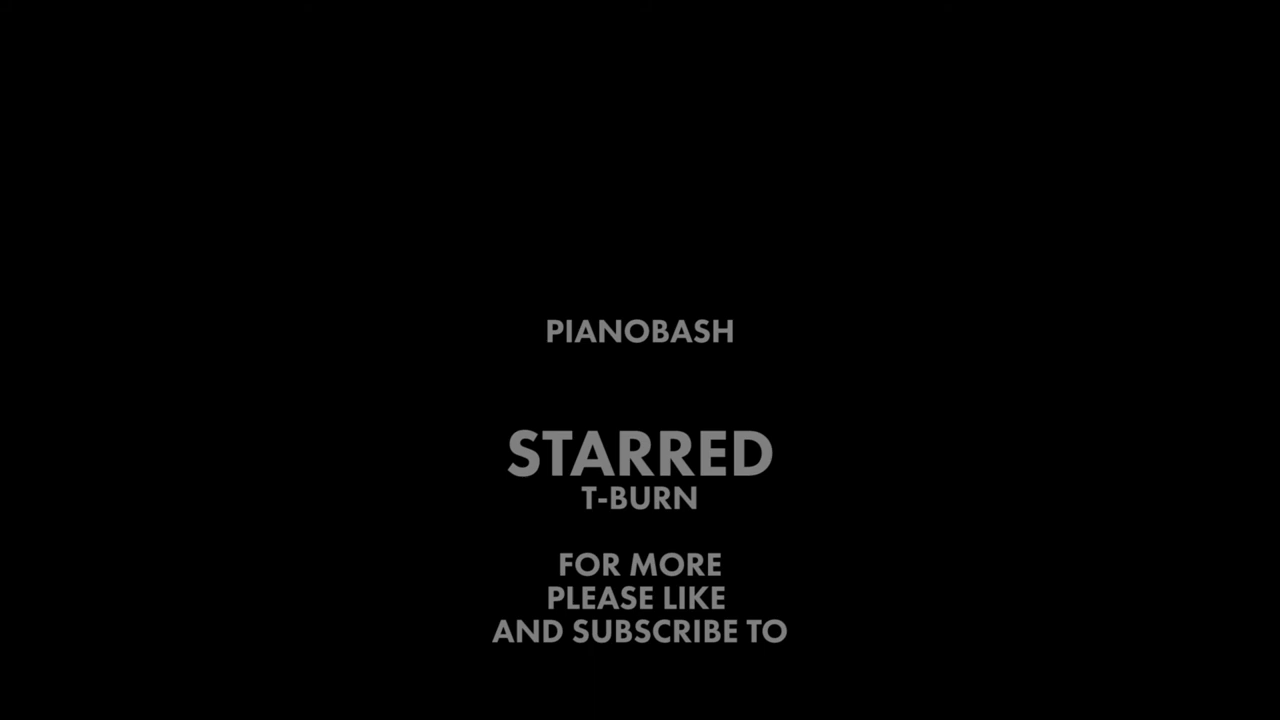 PIANOBASH
STARRED
T-BURN
FOR MORE
PLEASE LIKE
AND SUBSCRIBE TO